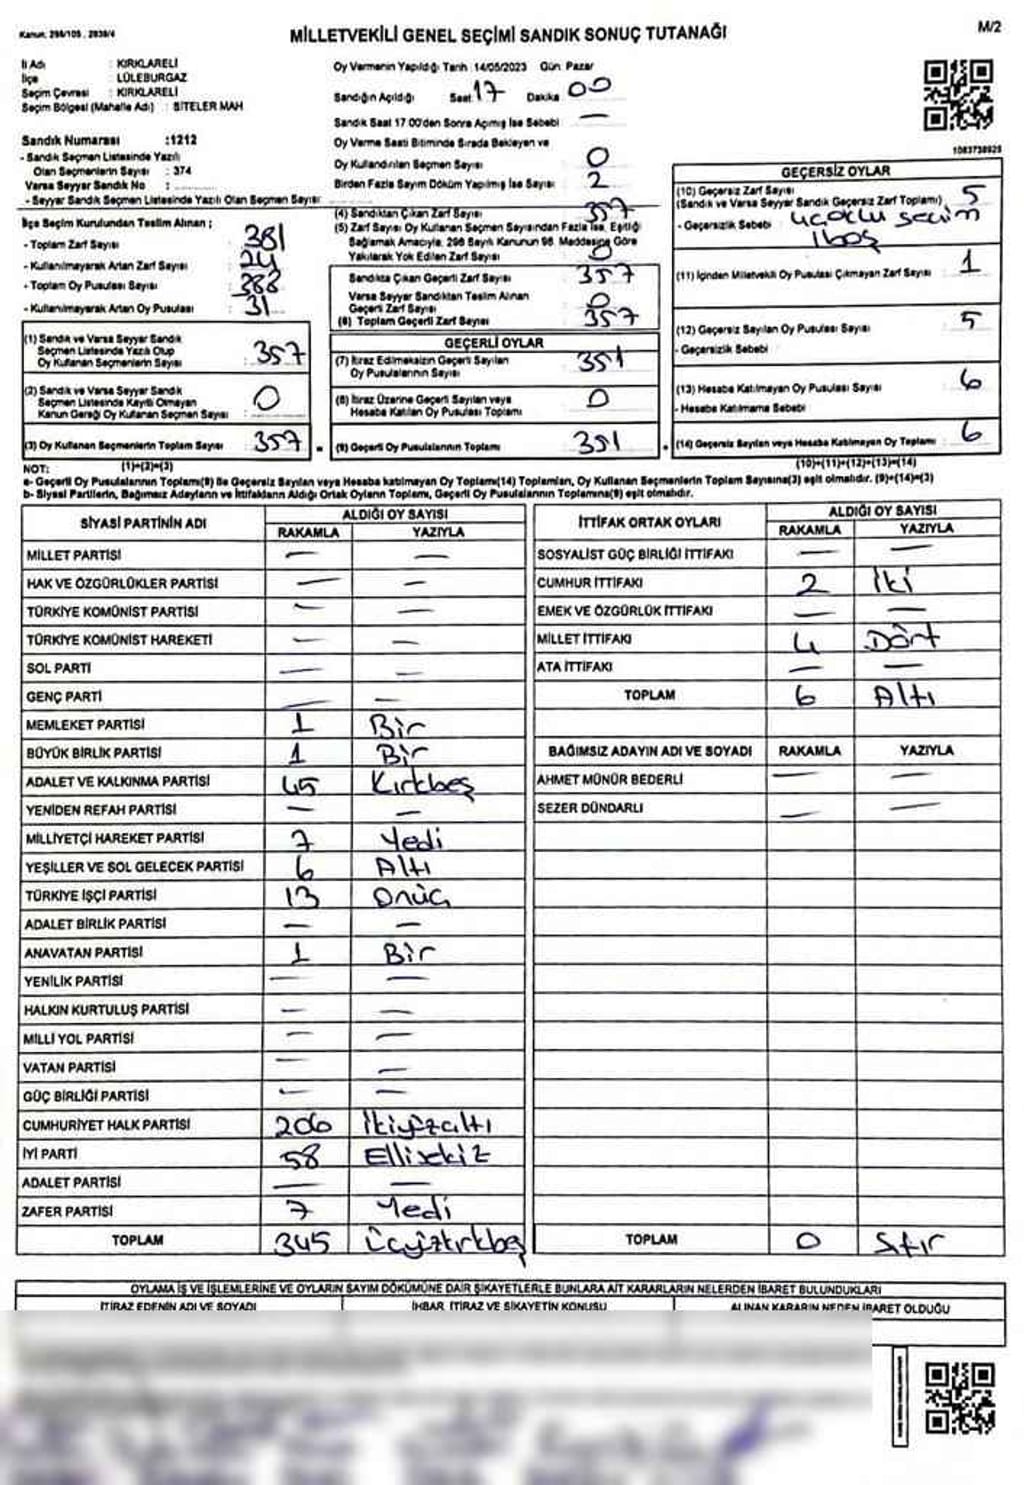 Kanun: 298/105 , 2839/4
MİLLETVEKİLİ GENEL SEÇİMİ SANDIK SONUÇ TUTANAĞI
M/2
İl Adı : KIRKLARELİ
İlçe : LÜLEBURGAZ
Seçim Çevresi : KIRKLARELİ
Seçim Bölgesi (Mahalle Adı) : SİTELER MAH
Sandık Numarası :1212
- Sandık Seçmen Listesinde Yazılı
Olan Seçmenlerin Sayısı : 374
Varsa Seyyar Sandık No :
- Seyyar Sandık Seçmen Listesinde Yazılı Olan Seçmen Sayısı :
Oy Vermenin Yapıldığı Tarih :14/05/2023 Gün: Pazar
Sandığın Açıldığı Saat 17 Dakika 00
Sandık Saat 17.00'den Sonra Açımış İse Sebebi : —
Oy Verme Saati Bitiminde Sırada Bekleyen ve
Oy Kullandırılan Seçmen Sayısı : 0
Birden Fazla Sayım Döküm Yapılmış İse Sayısı : 2
1083738928
İlçe Seçim Kurulundan Teslim Alınan ;
- Toplam Zarf Sayısı : 381
- Kullanılmayarak Artan Zarf Sayısı : 24
- Toplam Oy Pusulası Sayısı : 388
- Kullanılmayarak Artan Oy Pusulası : 31
(1) Sandık ve Varsa Seyyar Sandık
Seçmen Listesinde Yazılı Olup
Oy Kullanan Seçmenlerin Sayısı : 357
(2) Sandık ve Varsa Seyyar Sandık
Seçmen Listesinde Kayıtlı Olmayan
Kanun Gereği Oy Kullanan Seçmen Sayısı : 0
(3) Oy Kullanan Seçmenlerin Toplam Sayısı : 357
(1)+(2)=(3)
(4) Sandıktan Çıkan Zarf Sayısı : 357
(5) Zarf Sayısı Oy Kullanan Seçmen Sayısından Fazla İse, Eşitliği
Sağlamak Amacıyla, 298 Sayılı Kanunun 98. Maddesine Göre
Yakılarak Yok Edilen Zarf Sayısı : 0
Sandıkta Çıkan Geçerli Zarf Sayısı : 357
Varsa Seyyar Sandıktan Teslim Alınan
Geçerli Zarf Sayısı : 0
(6) Toplam Geçerli Zarf Sayısı : 357
GEÇERLİ OYLAR
(7) İtiraz Edilmeksizin Geçerli Sayılan
Oy Pusulalarının Sayısı : 351
(8) İtiraz Üzerine Geçerli Sayılan veya
Hesaba Katılan Oy Pusulası Toplamı : 0
(9) Geçerli Oy Pusulalarının Toplamı : 351
GEÇERSİZ OYLAR
(10) Geçersiz Zarf Sayısı
(Sandık ve Varsa Seyyar Sandık Geçersiz Zarf Toplamı) : 5
- Geçersizlik Sebebi : seçim
1 boş
(11) İçinden Milletvekili Oy Pusulası Çıkmayan Zarf Sayısı : 1
(12) Geçersiz Sayılan Oy Pusulası Sayısı : 5
- Geçersizlik Sebebi :
(13) Hesaba Katılmayan Oy Pusulası Sayısı : 6
- Hesaba Katılmama Sebebi :
(14) Geçersiz Sayılan veya Hesaba Katılmayan Oy Toplamı : 6
(10)+(11)+(12)+(13)=(14)
NOT:
a- Geçerli Oy Pusulalarının Toplamı(9) ile Geçersiz Sayılan veya Hesaba katılmayan Oy Toplam(14) Toplamları, Oy Kullanan Seçmenlerin Toplam Sayısına(3) eşit olmalıdır. (9)+(14)=(3)
b- Siyasi Partilerin, Bağımsız Adayların ve İttifakların Aldığı Ortak Oyların Toplamı, Geçerli Oy Pusulalarının Toplamına(9) eşit olmalıdır.
SİYASİ PARTİNİN ADI ALDIĞI OY SAYISI
RAKAMLA YAZIYLA
MİLLET PARTİSİ — —
HAK VE ÖZGÜRLÜKLER PARTİSİ — —
TÜRKİYE KOMÜNİST PARTİSİ — —
TÜRKİYE KOMÜNİST HAREKETİ — —
SOL PARTİ — —
GENÇ PARTİ — —
MEMLEKET PARTİSİ 1 Bir
BÜYÜK BİRLİK PARTİSİ 1 Bir
ADALET VE KALKINMA PARTİSİ 45 Kırkbeş
YENİDEN REFAH PARTİSİ — —
MİLLİYETÇİ HAREKET PARTİSİ 7 Yedi
YEŞİLLER VE SOL GELECEK PARTİSİ 6 Altı
TÜRKİYE İŞÇİ PARTİSİ 13 Onüç
ADALET BİRLİK PARTİSİ — —
ANAVATAN PARTİSİ 1 Bir
YENİLİK PARTİSİ — —
HALKIN KURTULUŞ PARTİSİ — —
MİLLİ YOL PARTİSİ — —
VATAN PARTİSİ — —
GÜÇ BİRLİĞİ PARTİSİ — —
CUMHURİYET HALK PARTİSİ 206 İkiyüzaltı
İYİ PARTİ 58 Ellisekiz
ADALET PARTİSİ — —
ZAFER PARTİSİ 7 Yedi
TOPLAM 345 Üçyüzkırkbeş
İTTİFAK ORTAK OYLARI ALDIĞI OY SAYISI
RAKAMLA YAZIYLA
SOSYALİST GÜÇ BİRLİĞİ İTTİFAKI — —
CUMHUR İTTİFAKI 2 İki
EMEK VE ÖZGÜRLÜK İTTİFAKI — —
MİLLET İTTİFAKI 4 Dört
ATA İTTİFAKI — —
TOPLAM 6 Altı
BAĞIMSIZ ADAYIN ADI VE SOYADI RAKAMLA YAZIYLA
AHMET MÜNÜR BEDERLİ — —
SEZER DÜNDARLI — —
TOPLAM 0 Sıfır
OYLAMA İŞ VE İŞLEMLERİNE VE OYLARIN SAYIM DÖKÜMÜNE DAİR ŞİKAYETLERLE BUNLARA AİT KARARLARIN NELERDEN İBARET BULUNDUKLARI
İTİRAZ EDENİN ADI VE SOYADI İHBAR, İTİRAZ VE ŞİKAYETİN KONUSU ALINAN KARARIN NEDEN İBARET OLDUĞU